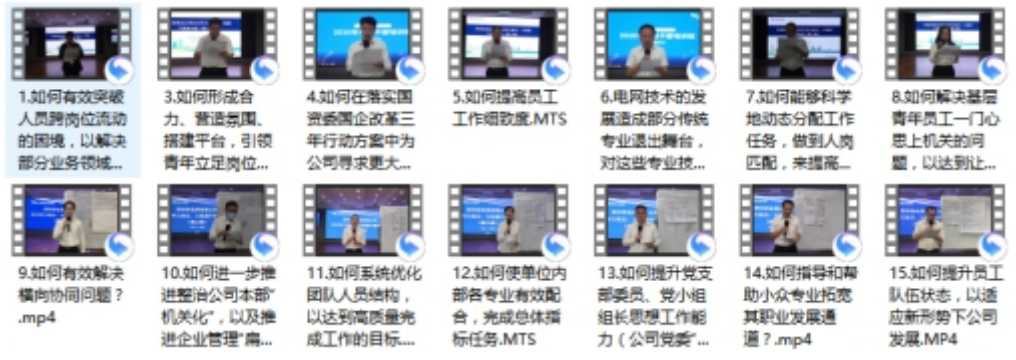 1.如何有效突破
人员跨岗位流动
的困境，以解决
部分业务领域...
3.如何形成合
力、营造氛围、
搭建平台，引领
青年立足岗位...
4.如何在落实国
资委国企改革三
年行动方案中为
公司寻求更大...
5.如何提高员工
工作细致度.MTS
6.电网技术的发
展造成部分传统
专业退出舞台，
对这些专业技...
7.如何能够科学
地动态分配工作
任务，做到人岗
匹配，来提高...
8.如何解决基层
青年员工一门心
思上机关的问
题，以达到让...
9.如何有效解决
横向协同问题？
.mp4
10.如何进一步推
进整治公司本部“
机关化”，以及推
进企业管理“扁...
11.如何系统优化
团队人员结构，
以达到高质量完
成工作的目标....
12.如何使单位内
部各专业有效配
合，完成总体指
标任务.MTS
13.如何提升党支
部委员、党小组
组长思想工作能
力（公司党委“...
14.如何指导和帮
助小众专业拓宽
其职业发展通
道？.mp4
15.如何提升员工
队伍状态，以适
应新形势下公司
发展.MP4